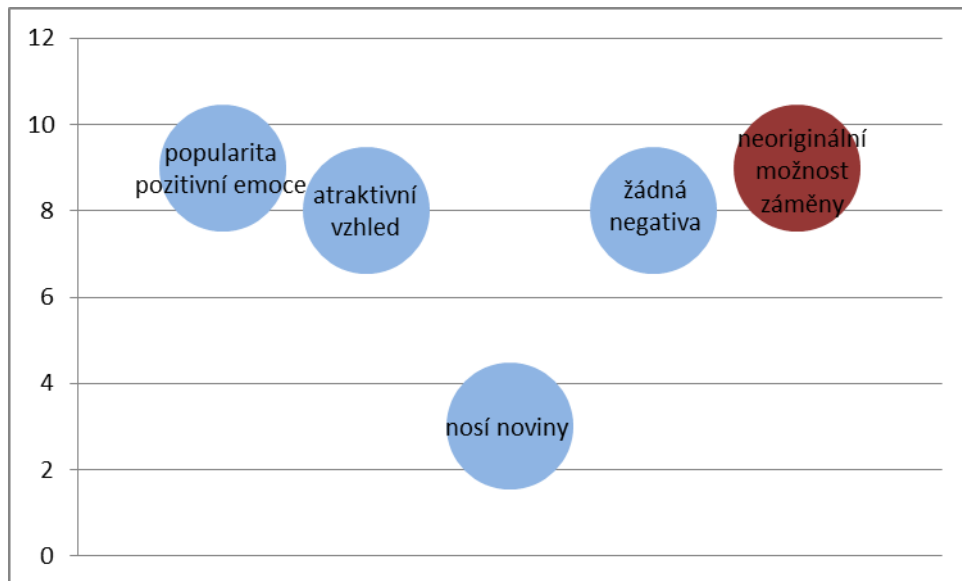 12
10
8
6
4
2
0
popularita
pozitivní emoce
atraktivní
vzhled
nosí noviny
žádná
negativa
neoriginální
možnost
záměny